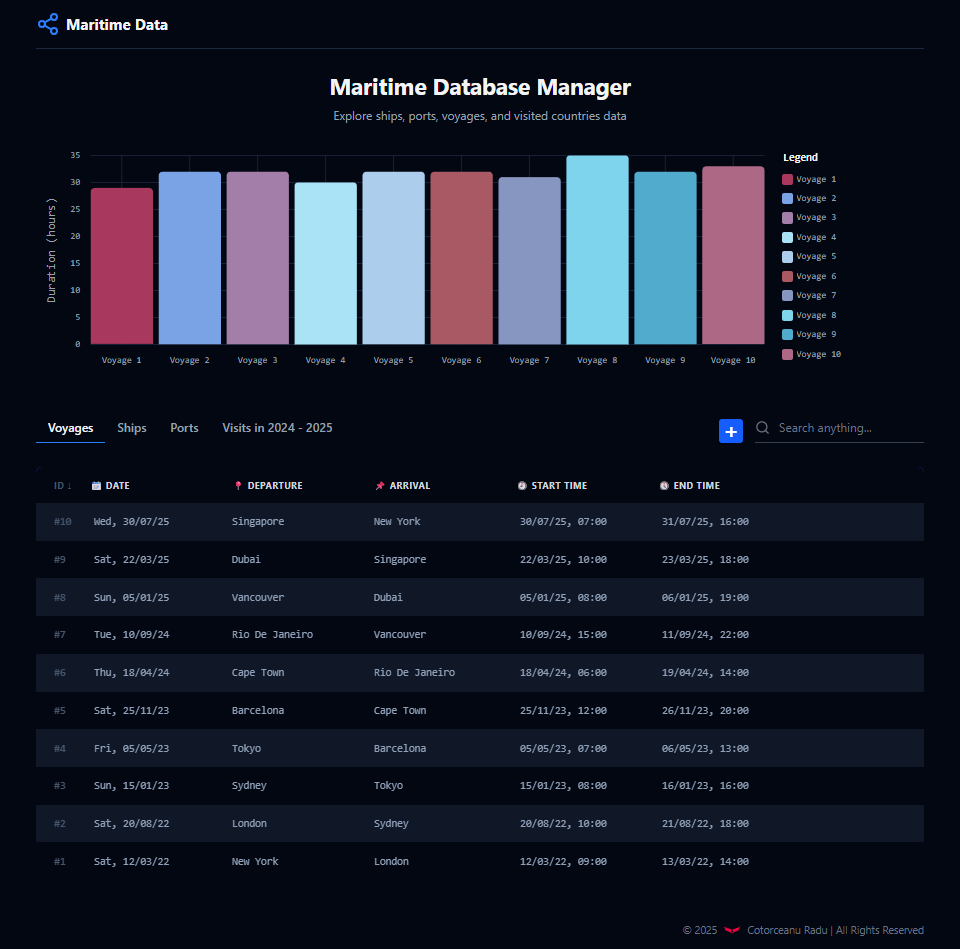 Maritime Data
Maritime Database Manager
Explore ships, ports, voyages, and visited countries data
Duration (hours)
35
30
25
20
15
10
5
0
Voyage 1 Voyage 2 Voyage 3 Voyage 4 Voyage 5 Voyage 6 Voyage 7 Voyage 8 Voyage 9 Voyage 10
Legend
Voyage 1
Voyage 2
Voyage 3
Voyage 4
Voyage 5
Voyage 6
Voyage 7
Voyage 8
Voyage 9
Voyage 10
Voyages Ships Ports Visits in 2024 - 2025 + Search anything...
ID ↓ DATE DEPARTURE ARRIVAL START TIME END TIME
#10 Wed, 30/07/25 Singapore New York 30/07/25, 07:00 31/07/25, 16:00
#9 Sat, 22/03/25 Dubai Singapore 22/03/25, 10:00 23/03/25, 18:00
#8 Sun, 05/01/25 Vancouver Dubai 05/01/25, 08:00 06/01/25, 19:00
#7 Tue, 10/09/24 Rio De Janeiro Vancouver 10/09/24, 15:00 11/09/24, 22:00
#6 Thu, 18/04/24 Cape Town Rio De Janeiro 18/04/24, 06:00 19/04/24, 14:00
#5 Sat, 25/11/23 Barcelona Cape Town 25/11/23, 12:00 26/11/23, 20:00
#4 Fri, 05/05/23 Tokyo Barcelona 05/05/23, 07:00 06/05/23, 13:00
#3 Sun, 15/01/23 Sydney Tokyo 15/01/23, 08:00 16/01/23, 16:00
#2 Sat, 20/08/22 London Sydney 20/08/22, 10:00 21/08/22, 18:00
#1 Sat, 12/03/22 New York London 12/03/22, 09:00 13/03/22, 14:00
© 2025 Cotorceanu Radu | All Rights Reserved